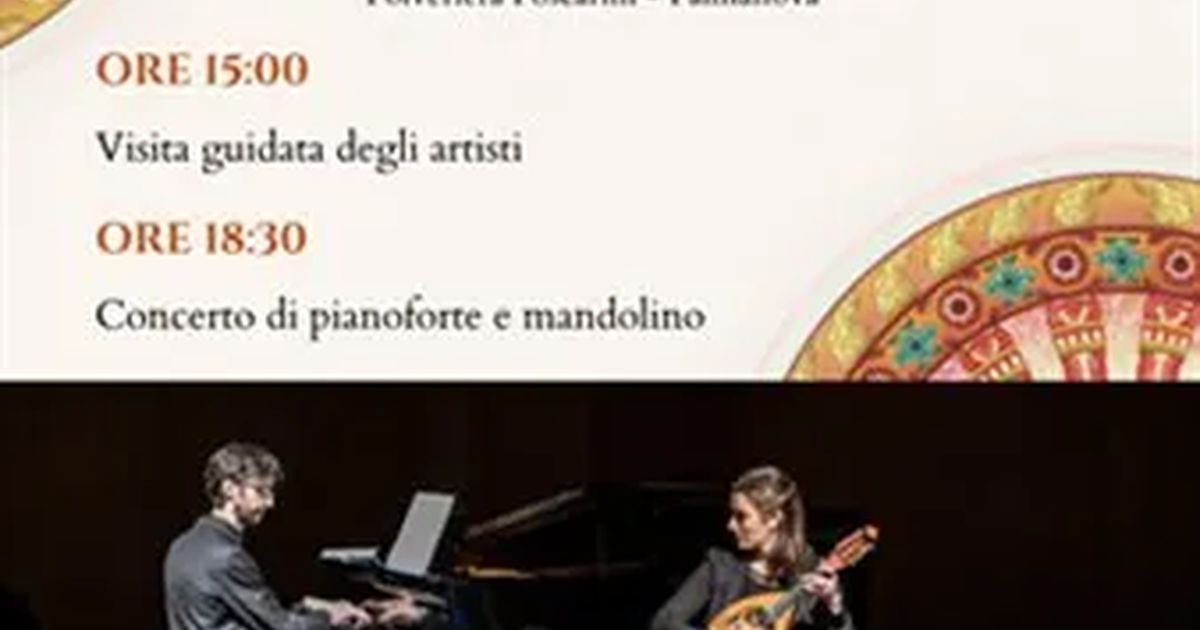 ORE 15:00
Visita guidata degli artisti
ORE 18:30
Concerto di pianoforte e mandolino